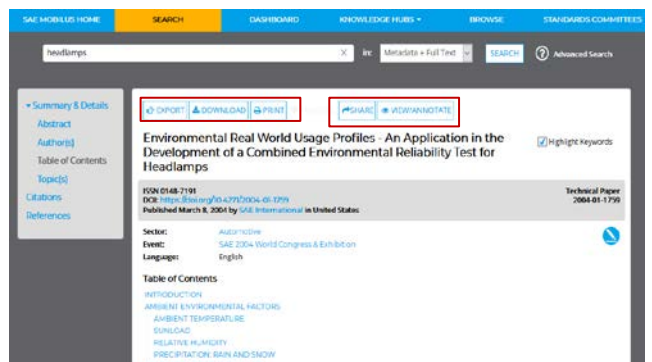 SAE MOBILUS HOME SEARCH DASHBOARD KNOWLEDGE HUBS BROWSE STANDARDS COMMITTEES
headlamps X in: Metadata + Full Text SEARCH ? Advanced Search
Summary & Details
Abstract
Author(s)
Table of Contents
Topic(s)
Citations
References
EXPORT DOWNLOAD PRINT SHARE VIEW/ANNOTATE
Environmental Real World Usage Profiles - An Application in the
Development of a Combined Environmental Reliability Test for
Headlamps
Highlight Keywords
ISSN 0148-7191
DOI: https://doi.org/10.4271/2004-01-1759
Published March 8, 2004 by SAE International in United States
Technical Paper
2004-01-1759
Sector: Automotive
Event: SAE 2004 World Congress & Exhibition
Language: English
Table of Contents
INTRODUCTION
AMBIENT ENVIRONMENTAL FACTORS
AMBIENT TEMPERATURE
SUNLOAD
RELATIVE HUMIDITY
PRECIPITATION: RAIN AND SNOW